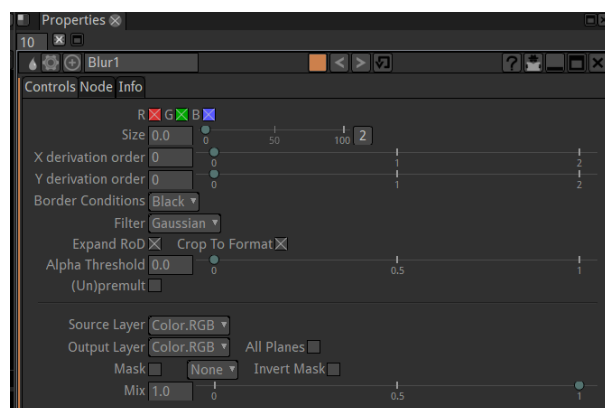 Properties
10
Blur1
?
Controls Node Info
R G B
Size 0.0 0 50 100 2
X derivation order 0 0 1 2
Y derivation order 0 0 1 2
Border Conditions Black
Filter Gaussian
Expand RoD Crop To Format
Alpha Threshold 0.0 0 0.5 1
(Un)premult
Source Layer Color.RGB
Output Layer Color.RGB All Planes
Mask None Invert Mask
Mix 1.0 0 0.5 1